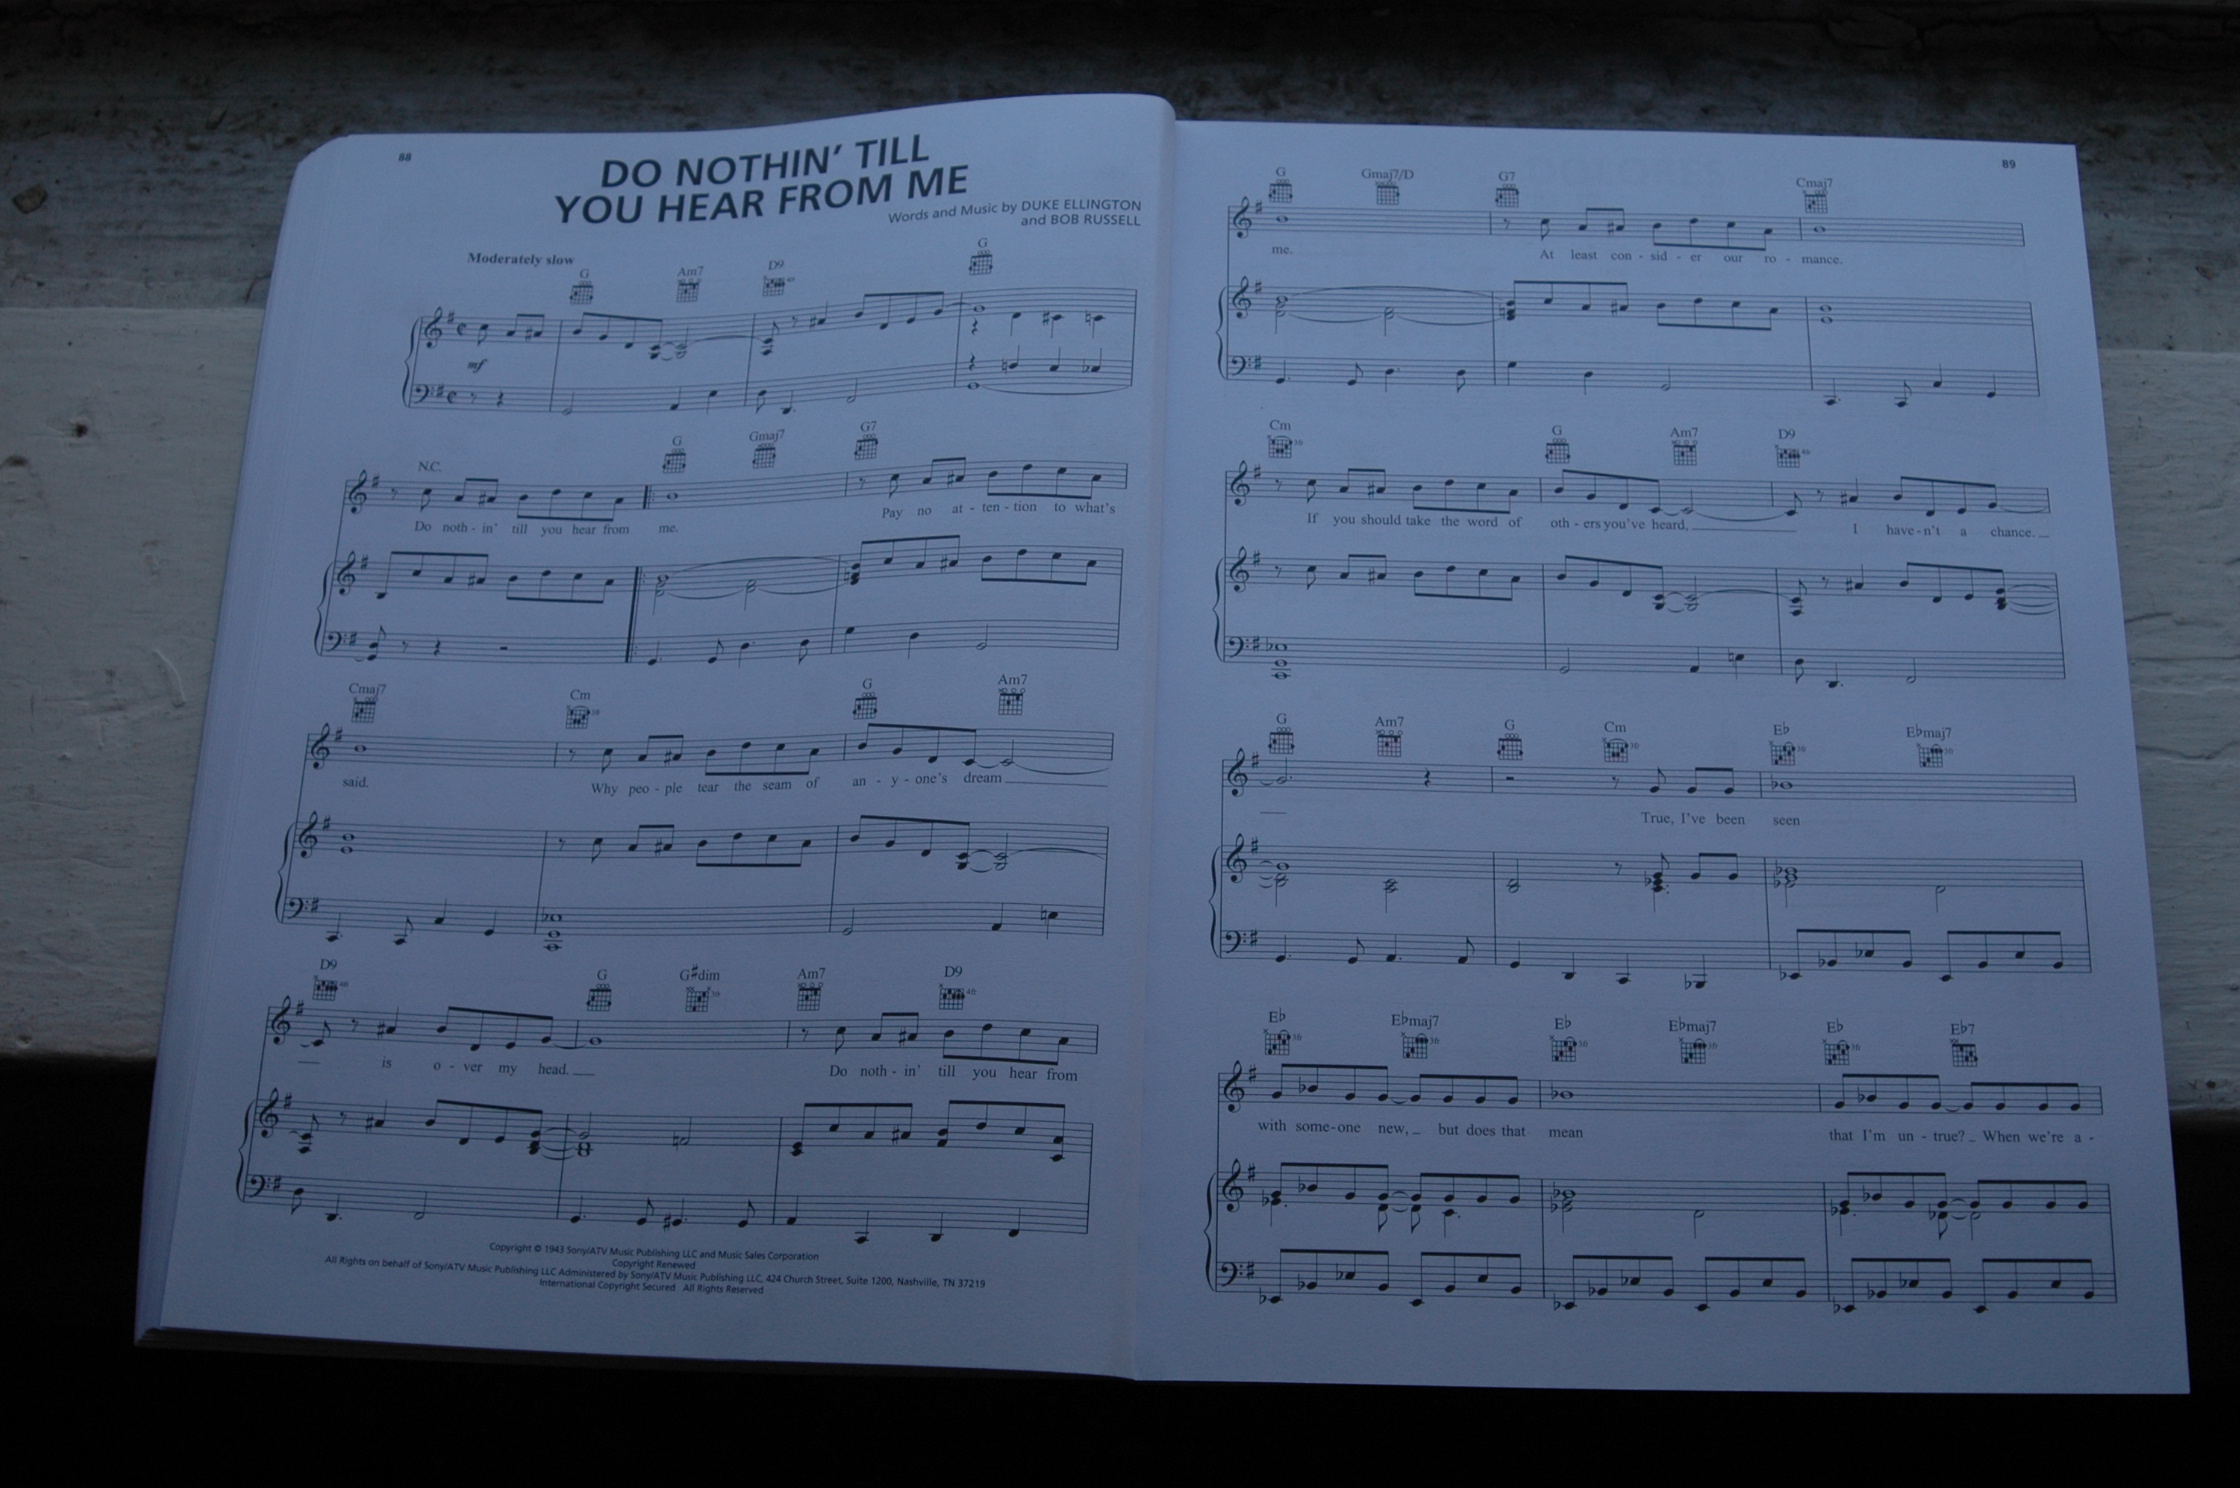 88
DO NOTHIN' TILL
YOU HEAR FROM ME
Words and Music by DUKE ELLINGTON
and BOB RUSSELL
Moderately slow
G Am7 D9 G
mf
N.C. G Gmaj7 G7
Do noth - in' till you hear from me. Pay no at - ten - tion to what's
Cmaj7 Cm G Am7
said. Why peo - ple tear the seam of an - y - one's dream
D9 G G#dim Am7 D9
is o - ver my head. Do noth - in' till you hear from
Copyright © 1943 Sony/ATV Music Publishing LLC and Music Sales Corporation
Copyright Renewed
All Rights on behalf of Sony/ATV Music Publishing LLC Administered by Sony/ATV Music Publishing LLC, 424 Church Street, Suite 1200, Nashville, TN 37219
International Copyright Secured All Rights Reserved
89
G Gmaj7/D G7 Cmaj7
me. At least con - sid - er our ro - mance.
Cm G Am7 D9
If you should take the word of oth - ers you've heard, I have - n't a chance.
G Am7 G Cm E♭ E♭maj7
True, I've been seen
E♭ E♭maj7 E♭ E♭maj7 E♭ E♭7
with some - one new, but does that mean that I'm un - true? When we're a -